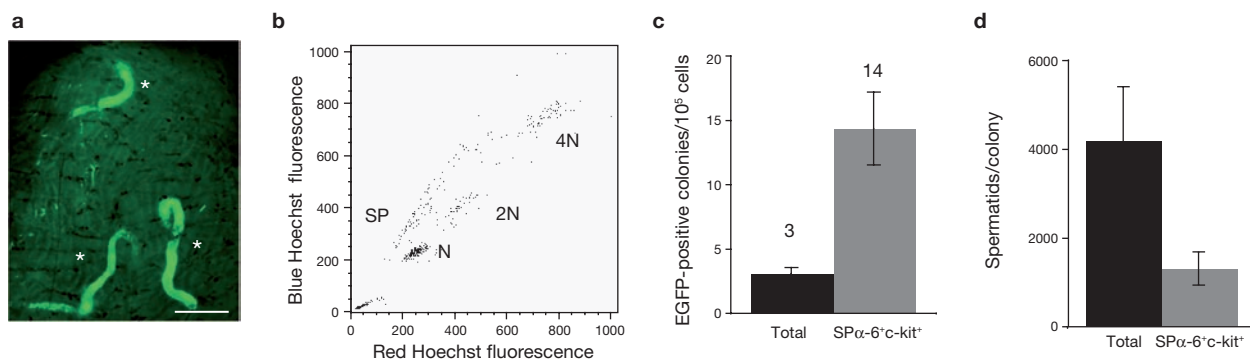 a
*
*
*
b
Blue Hoechst fluorescence
1000
800
600
400
200
0
SP
4N
2N
N
0 200 400 600 800 1000
Red Hoechst fluorescence
c
EGFP-positive colonies/10⁵ cells
20
15
10
5
0
3
14
Total SPα-6⁺c-kit⁺
d
Spermatids/colony
6000
4000
2000
0
Total SPα-6⁺c-kit⁺